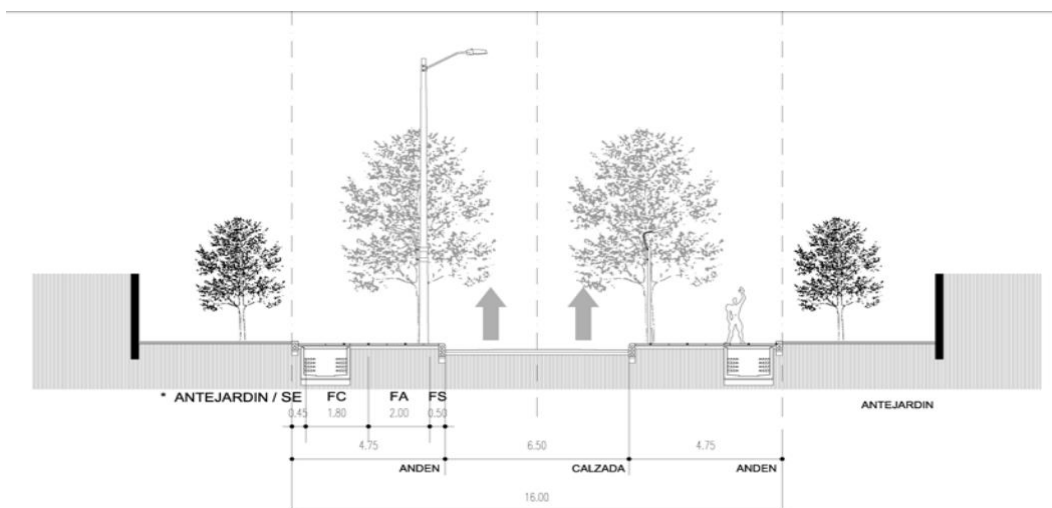 * ANTEJARDIN / SE FC FA FS
ANTEJARDIN
0.45 1.80 2.00 0.50
4.75 6.50 4.75
ANDEN CALZADA ANDEN
16.00